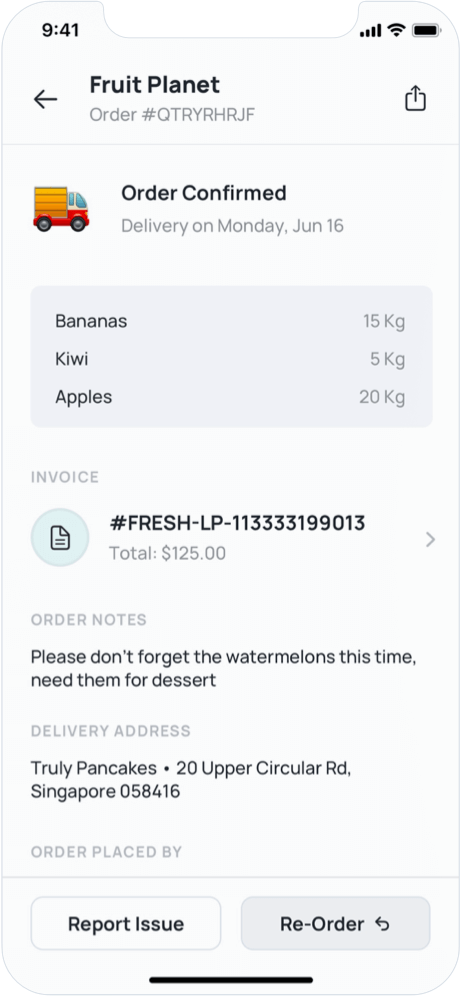 9:41
Fruit Planet
Order #QTRYRHRJF
Order Confirmed
Delivery on Monday, Jun 16
Bananas 15 Kg
Kiwi 5 Kg
Apples 20 Kg
INVOICE
#FRESH-LP-113333199013
Total: $125.00
ORDER NOTES
Please don't forget the watermelons this time,
need them for dessert
DELIVERY ADDRESS
Truly Pancakes • 20 Upper Circular Rd,
Singapore 058416
ORDER PLACED BY
Report Issue Re-Order